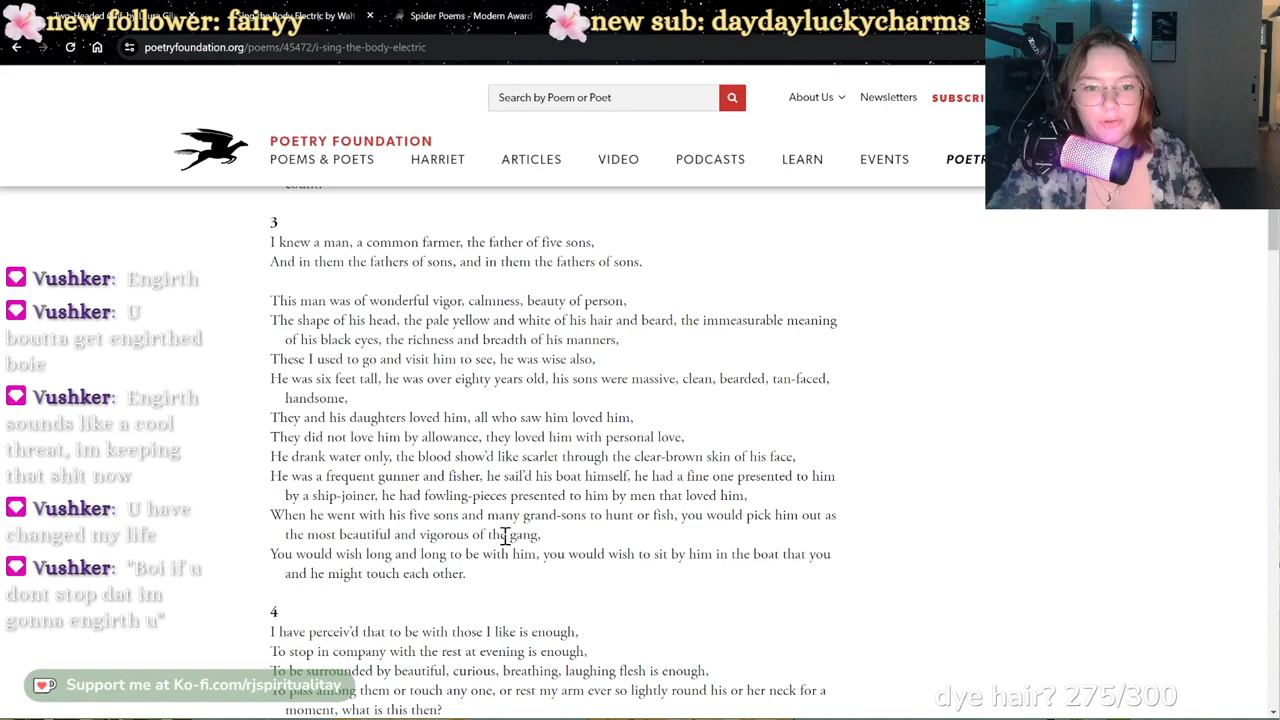 new follower: fairyy
new sub: daydayluckycharms
Sing the Body Electric by Walt
Spider Poems - Modern Award
poetryfoundation.org/poems/45472/i-sing-the-body-electric
Search by Poem or Poet
About Us
Newsletters
SUBSCRI
POETRY FOUNDATION
POEMS & POETS
HARRIET
ARTICLES
VIDEO
PODCASTS
LEARN
EVENTS
POETR
3
I knew a man, a common farmer, the father of five sons,
And in them the fathers of sons, and in them the fathers of sons.
This man was of wonderful vigor, calmness, beauty of person,
The shape of his head, the pale yellow and white of his hair and beard, the immeasurable meaning
of his black eyes, the richness and breadth of his manners,
These I used to go and visit him to see, he was wise also,
He was six feet tall, he was over eighty years old, his sons were massive, clean, bearded, tan-faced,
handsome,
They and his daughters loved him, all who saw him loved him,
They did not love him by allowance, they loved him with personal love,
He drank water only, the blood show'd like scarlet through the clear-brown skin of his face,
He was a frequent gunner and fisher, he sail'd his boat himself, he had a fine one presented to him
by a ship-joiner, he had fowling-pieces presented to him by men that loved him,
When he went with his five sons and many grand-sons to hunt or fish, you would pick him out as
the most beautiful and vigorous of the gang,
You would wish long and long to be with him, you would wish to sit by him in the boat that you
and he might touch each other.
4
I have perceiv'd that to be with those I like is enough,
To stop in company with the rest at evening is enough,
To be surrounded by beautiful, curious, breathing, laughing flesh is enough,
To pass among them or touch any one, or rest my arm ever so lightly round his or her neck for a
moment, what is this then?
Vushker: Engirth
Vushker: U
boutta get engirthed
boie
Vushker: Engirth
sounds like a cool
threat, im keeping
that shit now
Vushker: U have
changed my life
Vushker: "Boi if u
dont stop dat im
gonna engirth u"
Support me at Ko-fi.com/rjspiritualitav
dye hair? 275/300